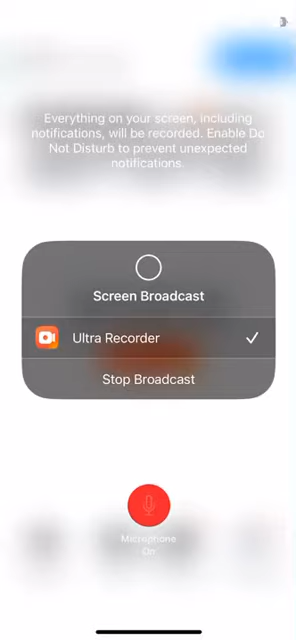 Everything on your screen, including
notifications, will be recorded. Enable Do
Not Disturb to prevent unexpected
notifications.
Screen Broadcast
Ultra Recorder
Stop Broadcast
Microphone
On